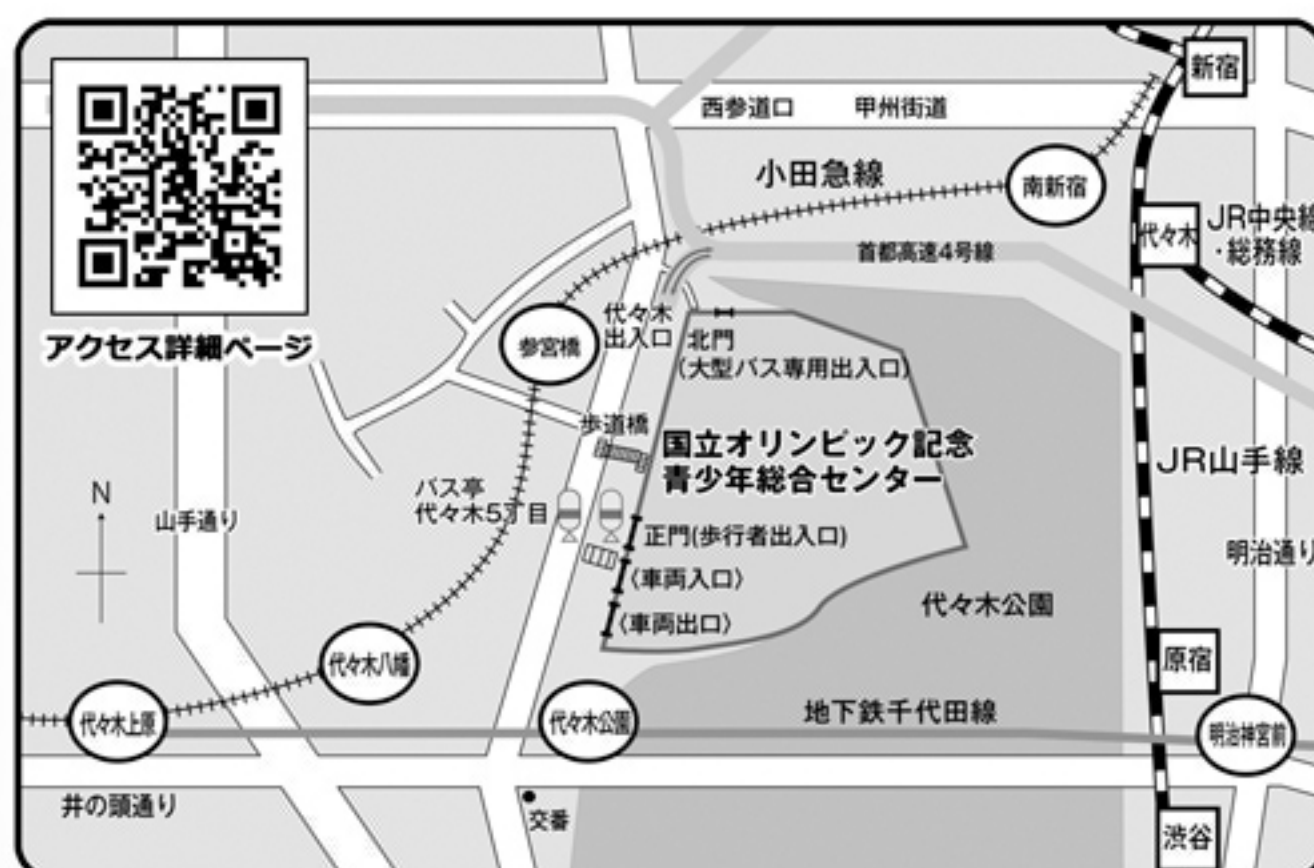 新宿
西参道口
甲州街道
小田急線
南新宿
代々木
JR中央線
・総務線
首都高速4号線
アクセス詳細ページ
参宮橋
代々木
出入口
北門
(大型バス専用出入口)
歩道橋
国立オリンピック記念
青少年総合センター
JR山手線
N
山手通り
バス亭
代々木5丁目
正門(歩行者出入口)
〈車両入口〉
〈車両出口〉
明治通り
代々木公園
代々木八幡
原宿
代々木上原
代々木公園
地下鉄千代田線
明治神宮前
井の頭通り
交番
渋谷